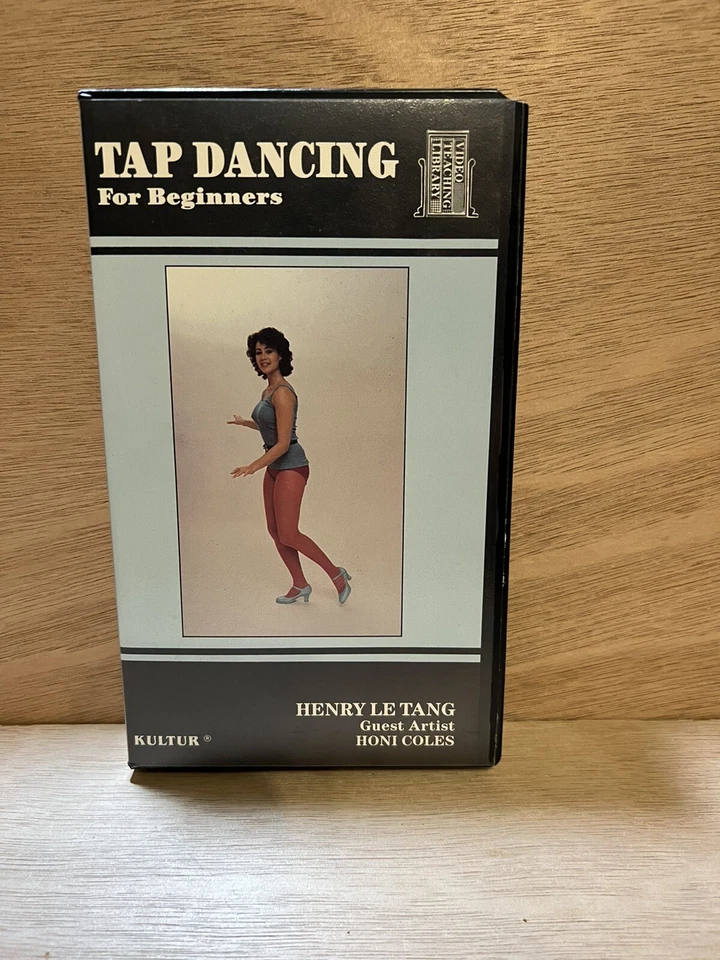 TAP DANCING
For Beginners
VIDEO
TEACHING
LIBRARY
HENRY LE TANG
Guest Artist
HONI COLES
KULTUR ®